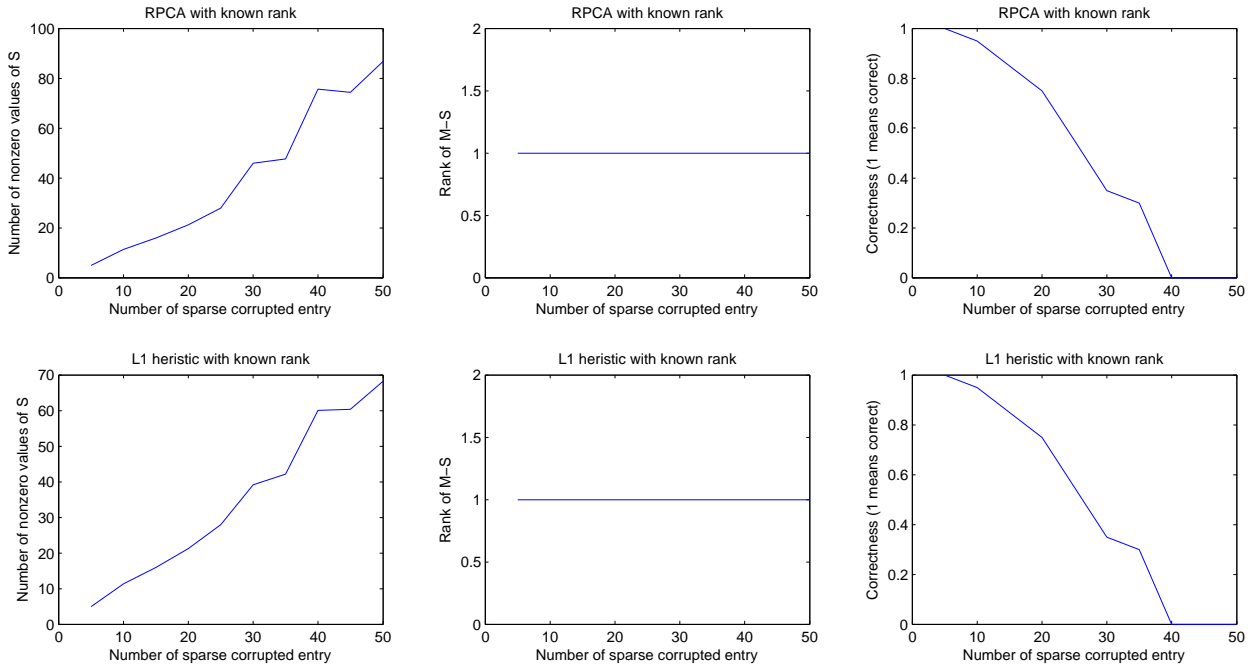 RPCA with known rank
Number of nonzero values of S
100
80
60
40
20
0
0 10 20 30 40 50
Number of sparse corrupted entry
RPCA with known rank
Rank of M−S
2
1.5
1
0.5
0
0 10 20 30 40 50
Number of sparse corrupted entry
RPCA with known rank
Correctness (1 means correct)
1
0.8
0.6
0.4
0.2
0
0 10 20 30 40 50
Number of sparse corrupted entry
L1 heristic with known rank
Number of nonzero values of S
70
60
50
40
30
20
10
0
0 10 20 30 40 50
Number of sparse corrupted entry
L1 heristic with known rank
Rank of M−S
2
1.5
1
0.5
0
0 10 20 30 40 50
Number of sparse corrupted entry
L1 heristic with known rank
Correctness (1 means correct)
1
0.8
0.6
0.4
0.2
0
0 10 20 30 40 50
Number of sparse corrupted entry